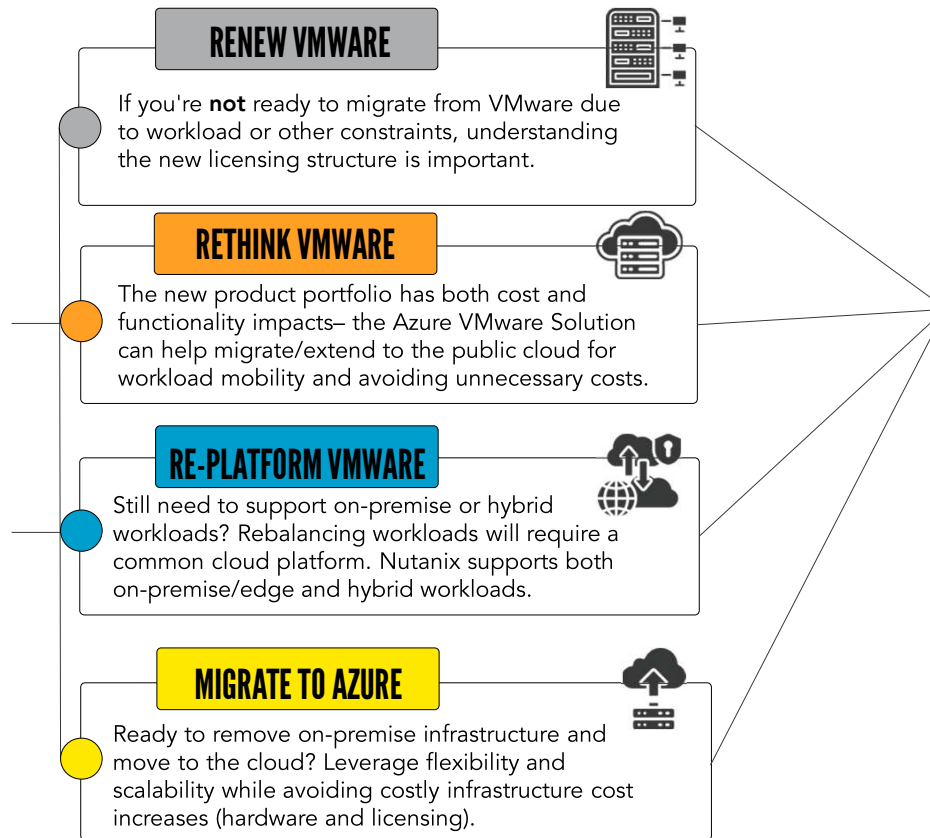 RENEW VMWARE
If you're not ready to migrate from VMware due
to workload or other constraints, understanding
the new licensing structure is important.
RETHINK VMWARE
The new product portfolio has both cost and
functionality impacts– the Azure VMware Solution
can help migrate/extend to the public cloud for
workload mobility and avoiding unnecessary costs.
RE-PLATFORM VMWARE
Still need to support on-premise or hybrid
workloads? Rebalancing workloads will require a
common cloud platform. Nutanix supports both
on-premise/edge and hybrid workloads.
MIGRATE TO AZURE
Ready to remove on-premise infrastructure and
move to the cloud? Leverage flexibility and
scalability while avoiding costly infrastructure cost
increases (hardware and licensing).